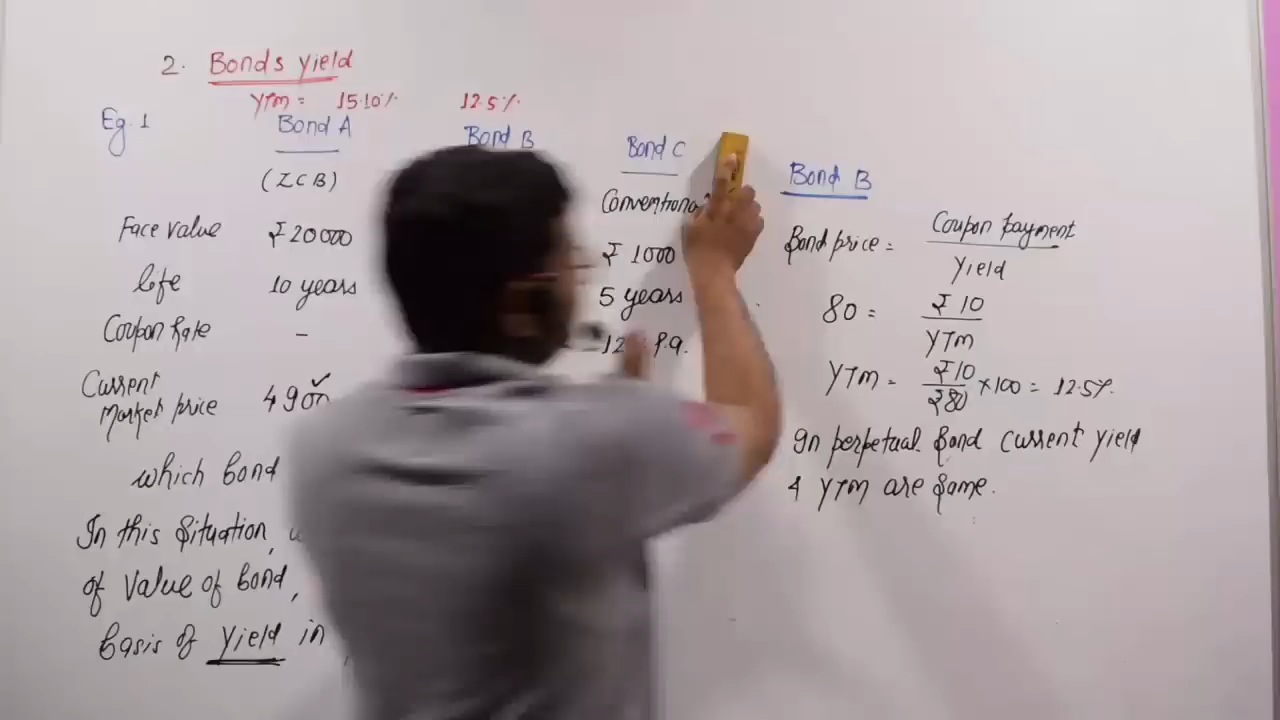 2. Bonds yield
YTM = 15.10% 12.5%
Eg. 1 Bond A Bond B Bond C
(ZCB) Conventional
Face value ₹20000 ₹1000
life 10 years 5 years
Coupon Rate - 12% p.a.
Current
Market price 4900 ✓
which bond
In this situation,
of value of bond,
basis of yield in
Bond B
Bond price = Coupon payment
Yield
80 = ₹10
YTM
YTM = ₹10 × 100 = 12.5%.
₹80
In perpetual Bond current yield
& YTM are same.